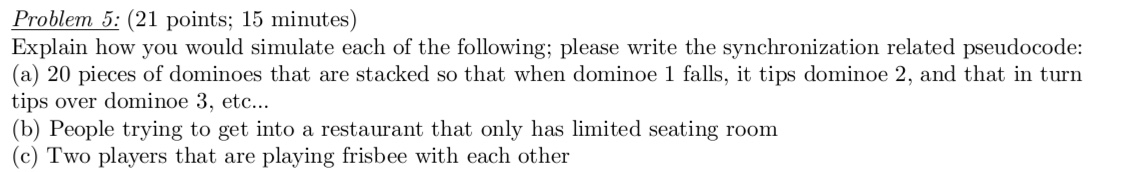 Problem 5: (21 points; 15 minutes)
Explain how you would simulate each of the following; please write the synchronization related pseudocode:
(a) 20 pieces of dominoes that are stacked so that when dominoe 1 falls, it tips dominoe 2, and that in turn
tips over dominoe 3, etc...
(b) People trying to get into a restaurant that only has limited seating room
(c) Two players that are playing frisbee with each other